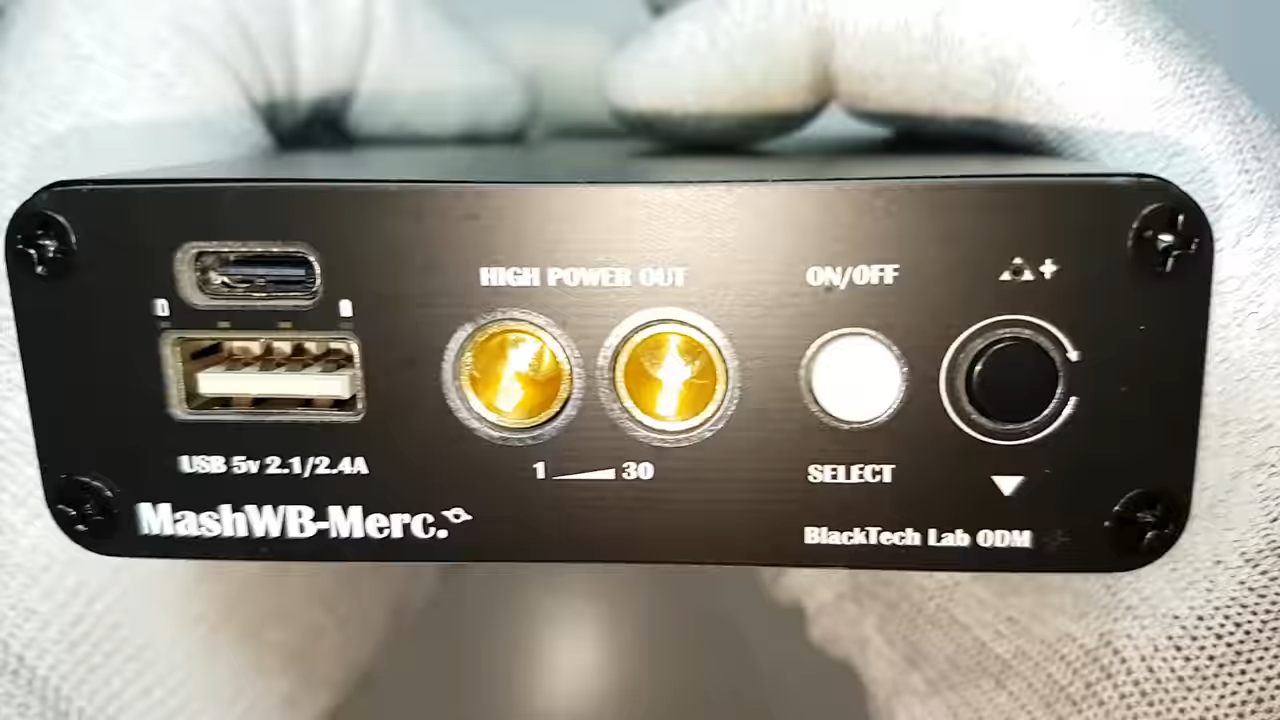 HIGH POWER OUT
ON/OFF
+
USB 5v 2.1/2.4A
1 30
SELECT
MashWB-Merc.
BlackTech Lab ODM